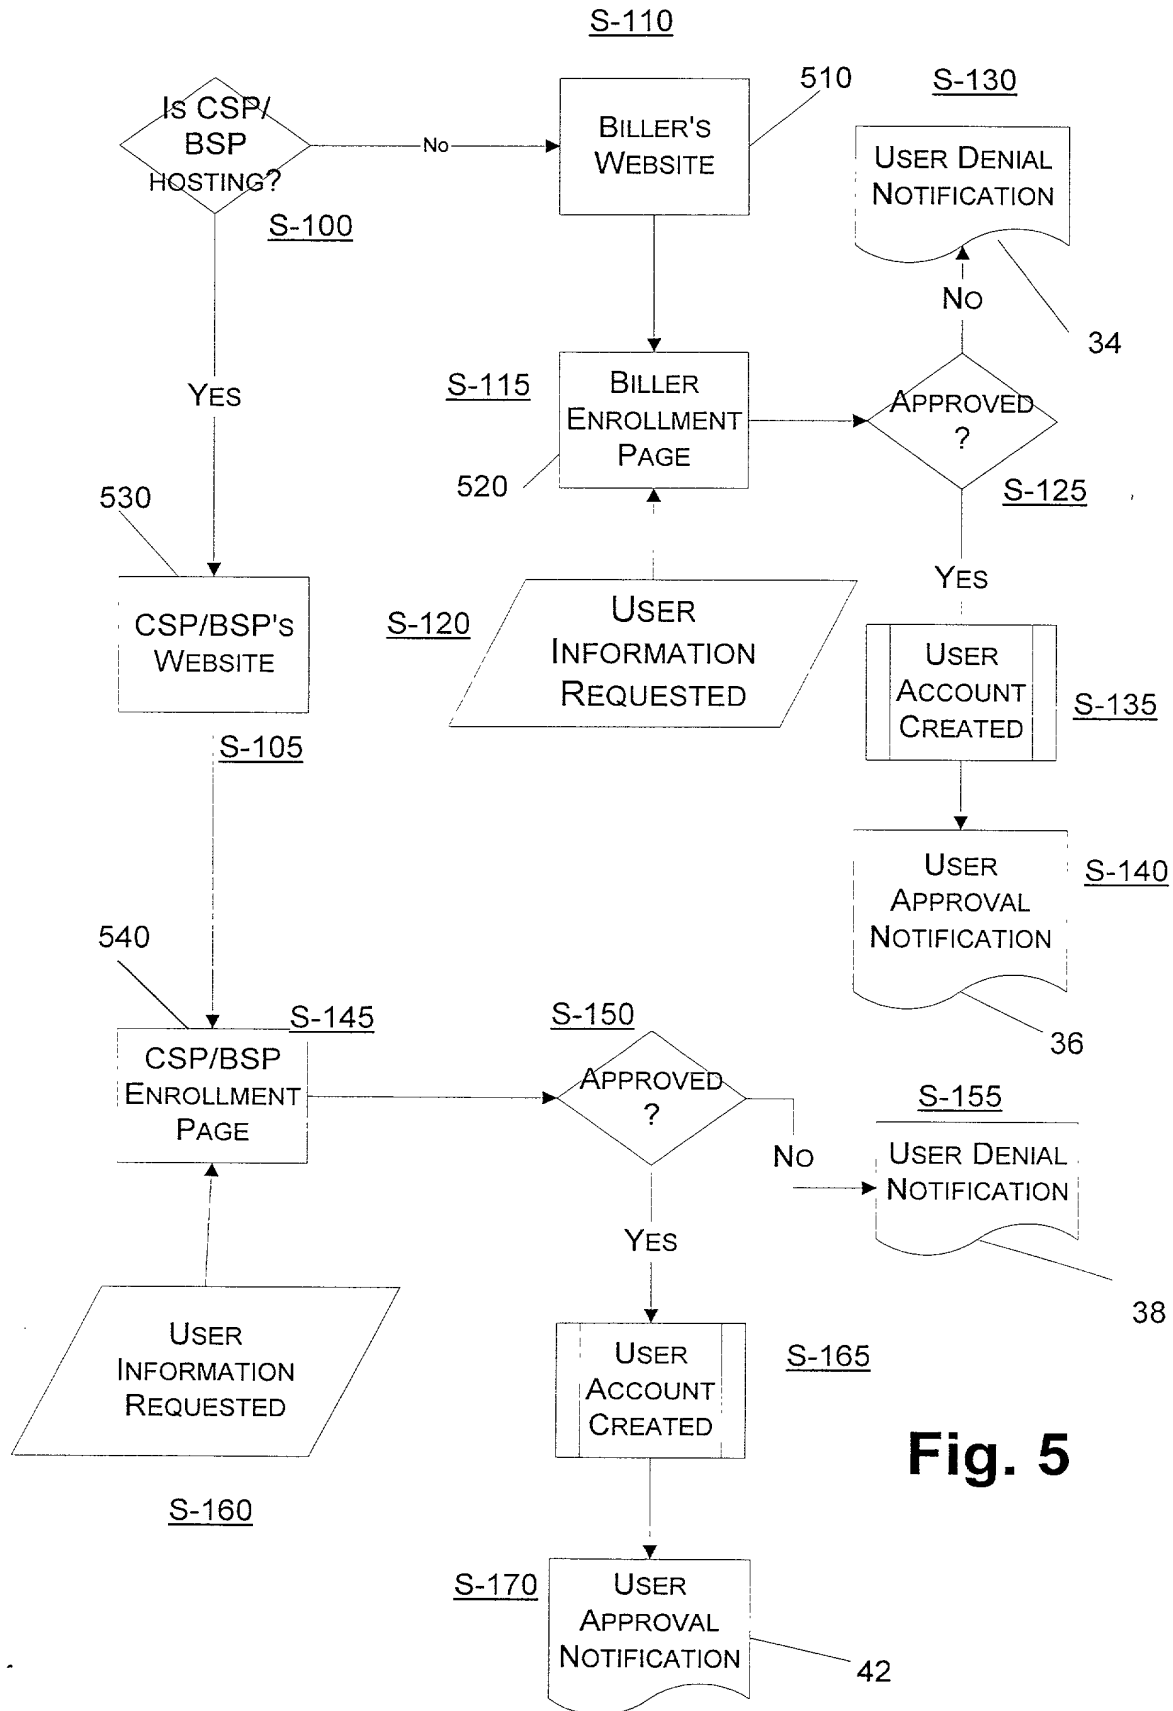 S-110
Is CSP/
BSP
HOSTING?
S-100
NO
BILLER'S
WEBSITE
510
S-130
USER DENIAL
NOTIFICATION
34
NO
YES
S-115
BILLER
ENROLLMENT
PAGE
520
APPROVED
?
S-125
YES
530
CSP/BSP'S
WEBSITE
S-105
S-120
USER
INFORMATION
REQUESTED
USER
ACCOUNT
CREATED
S-135
USER
APPROVAL
NOTIFICATION
S-140
36
540
S-145
CSP/BSP
ENROLLMENT
PAGE
S-150
APPROVED
?
NO
S-155
USER DENIAL
NOTIFICATION
38
YES
USER
INFORMATION
REQUESTED
S-160
USER
ACCOUNT
CREATED
S-165
Fig. 5
S-170
USER
APPROVAL
NOTIFICATION
42